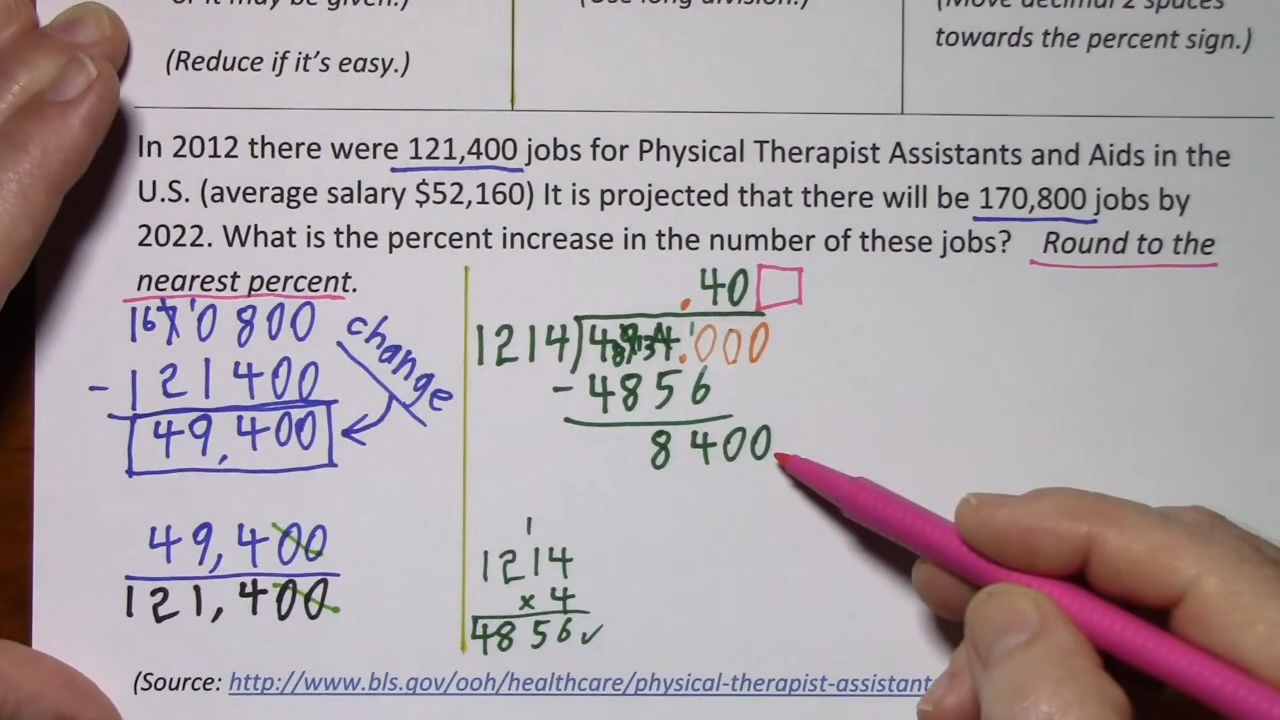 (Reduce if it's easy.)
towards the percent sign.)
In 2012 there were 121,400 jobs for Physical Therapist Assistants and Aids in the
U.S. (average salary $52,160) It is projected that there will be 170,800 jobs by
2022. What is the percent increase in the number of these jobs? Round to the
nearest percent.
170800
- 121400
49,400
change
49,400
121,400
.40
1214)494.000
- 4856
8400
1
1214
x 4
4856 ✓
(Source: http://www.bls.gov/ooh/healthcare/physical-therapist-assistant